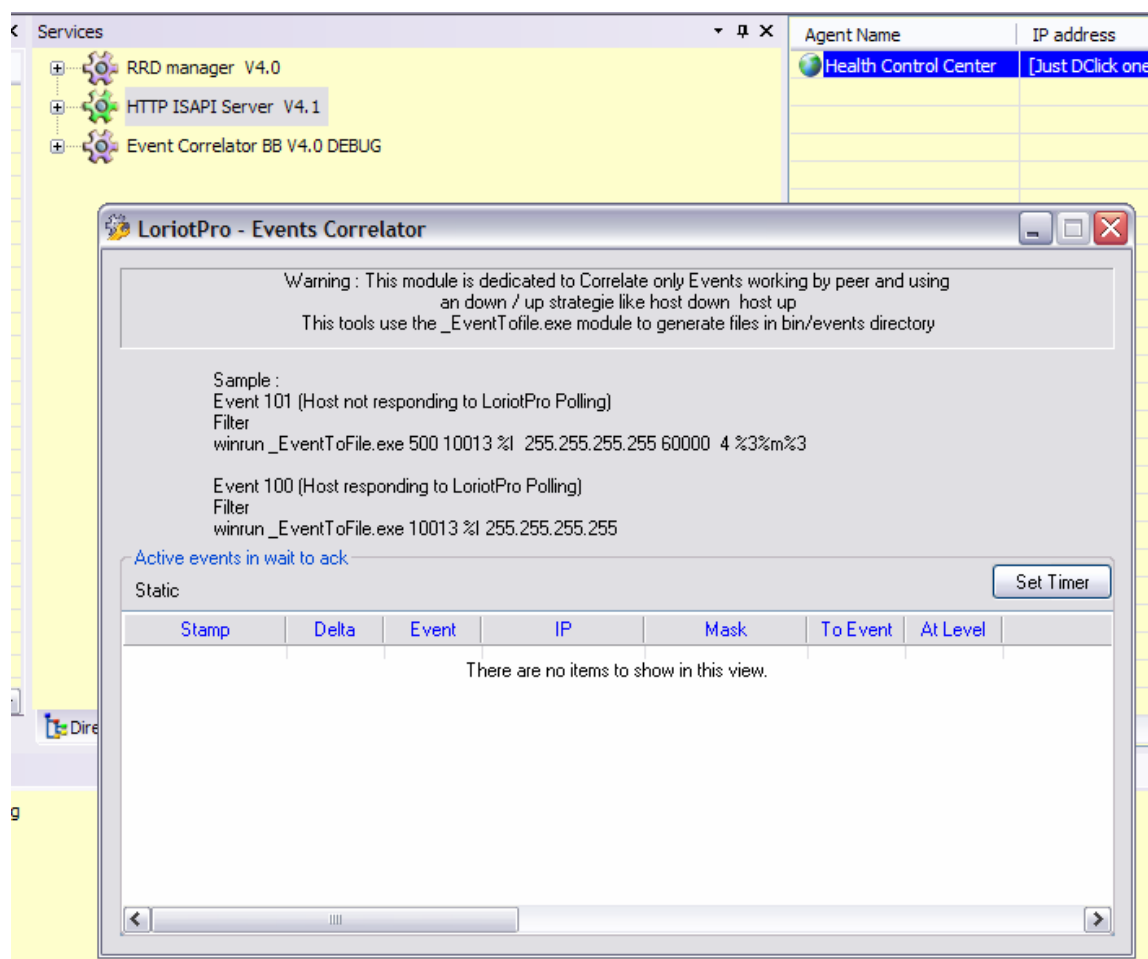 Services
Agent Name IP address
RRD manager V4.0
Health Control Center [Just DClick one
HTTP ISAPI Server V4.1
Event Correlator BB V4.0 DEBUG
LoriotPro - Events Correlator
Warning : This module is dedicated to Correlate only Events working by peer and using
an down / up strategie like host down host up
This tools use the _EventTofile.exe module to generate files in bin/events directory
Sample :
Event 101 (Host not responding to LoriotPro Polling)
Filter
winrun _EventToFile.exe 500 10013 %I 255.255.255.255 60000 4 %3%m%3
Event 100 (Host responding to LoriotPro Polling)
Filter
winrun _EventToFile.exe 10013 %I 255.255.255.255
Active events in wait to ack
Static
Set Timer
Stamp Delta Event IP Mask To Event At Level
There are no items to show in this view.
Dire
g